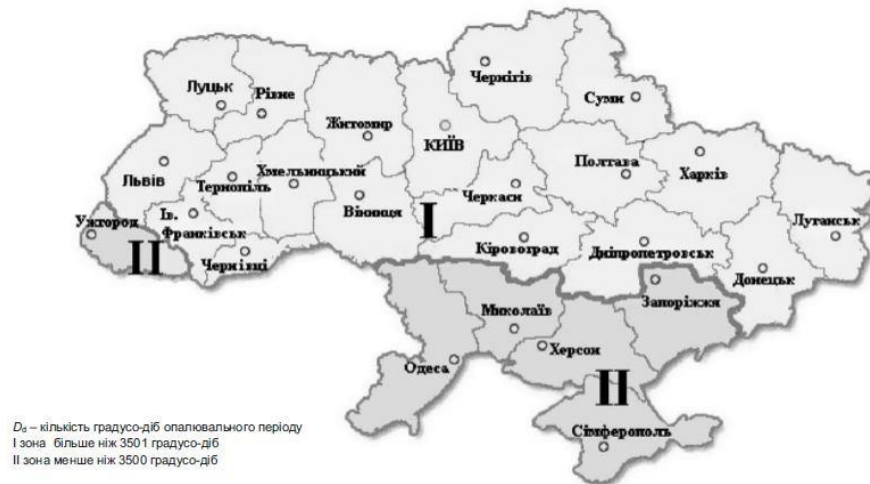 Чернігів
Луцьк
Рівне
Суми
Житомир
КИЇВ
Львів
Тернопіль
Хмельницький
Полтава
Харків
Черкаси
Вінниця
I
Ів.
Франківськ
Ужгород
II
Чернівці
Кіровоград
Дніпропетровськ
Луганськ
Донецьк
Запоріжжя
Миколаїв
Херсон
Одеса
II
Сімферополь
Dd – кількість градусо-діб опалювального періоду
I зона більше ніж 3501 градусо-діб
II зона менше ніж 3500 градусо-діб